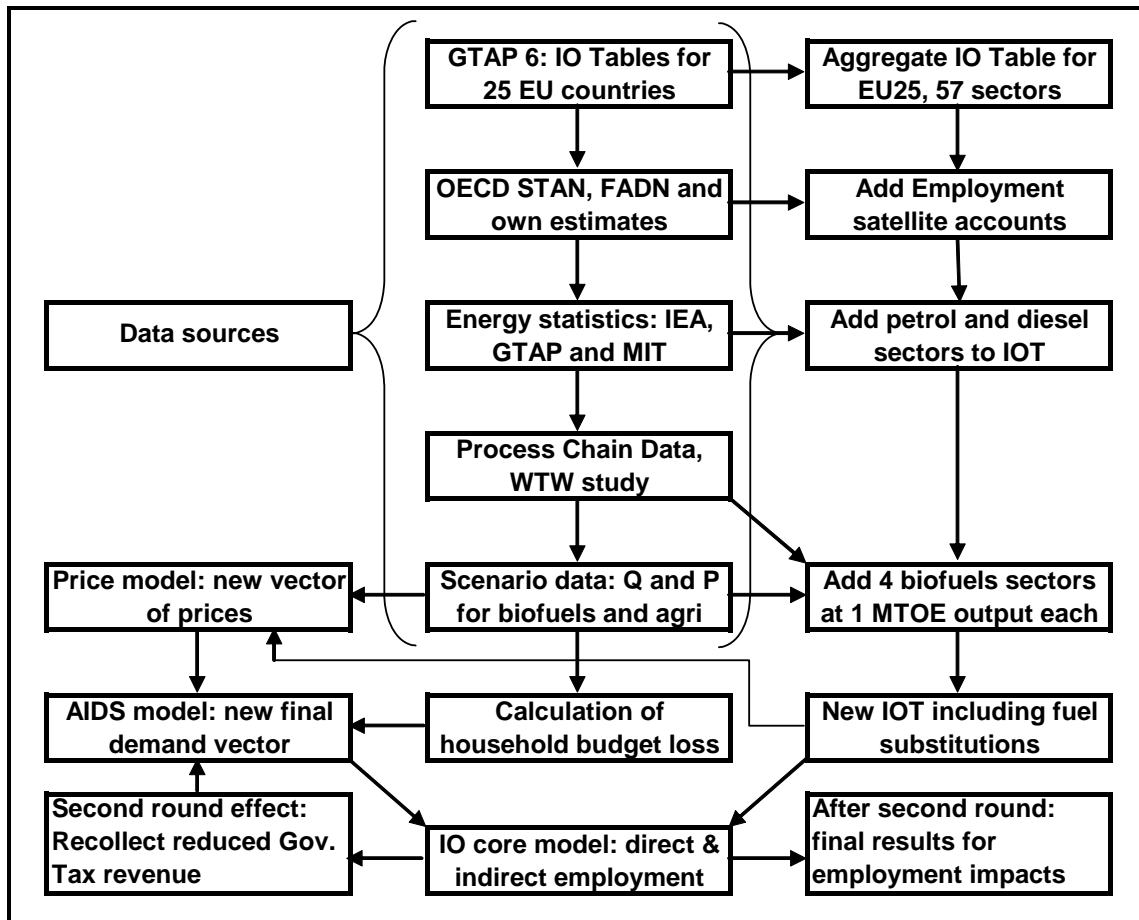 GTAP 6: IO Tables for
25 EU countries
Aggregate IO Table for
EU25, 57 sectors
OECD STAN, FADN and
own estimates
Add Employment
satellite accounts
Data sources
Energy statistics: IEA,
GTAP and MIT
Add petrol and diesel
sectors to IOT
Process Chain Data,
WTW study
Price model: new vector
of prices
Scenario data: Q and P
for biofuels and agri
Add 4 biofuels sectors
at 1 MTOE output each
AIDS model: new final
demand vector
Calculation of
household budget loss
New IOT including fuel
substitutions
Second round effect:
Recollect reduced Gov.
Tax revenue
IO core model: direct &
indirect employment
After second round:
final results for
employment impacts